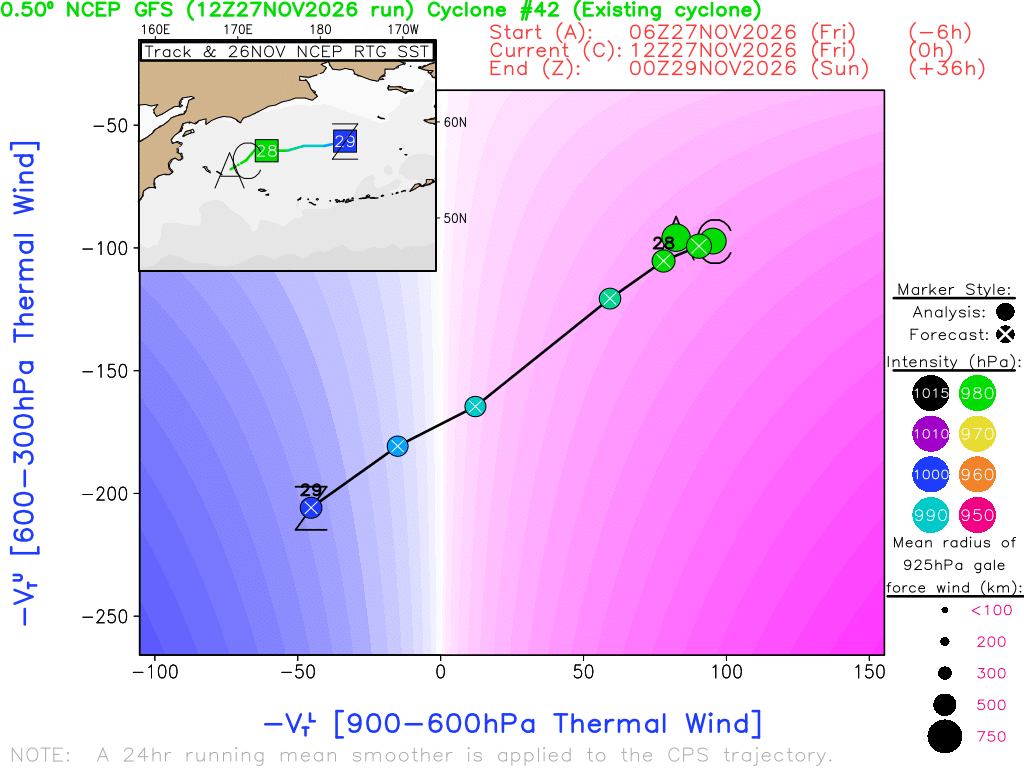 0.50° NCEP GFS (12Z27NOV2026 run) Cyclone #42 (Existing cyclone)
Start (A): 06Z27NOV2026 (Fri) (−6h)
Current (C): 12Z27NOV2026 (Fri) (0h)
End (Z): 00Z29NOV2026 (Sun) (+36h)
160E 170E 180 170W
Track & 26NOV NCEP RTG SST
60N
50N
A C 28 29 Z
−50
−100
−150
−200
−250
−V_T^U [600−300hPa Thermal Wind]
A
28
C
29
Z
−100 −50 0 50 100 150
−V_T^L [900−600hPa Thermal Wind]
Marker Style:
Analysis:
Forecast:
Intensity (hPa):
1015 980
1010 970
1000 960
990 950
Mean radius of
925hPa gale
force wind (km):
<100
200
300
500
750
NOTE: A 24hr running mean smoother is applied to the CPS trajectory.